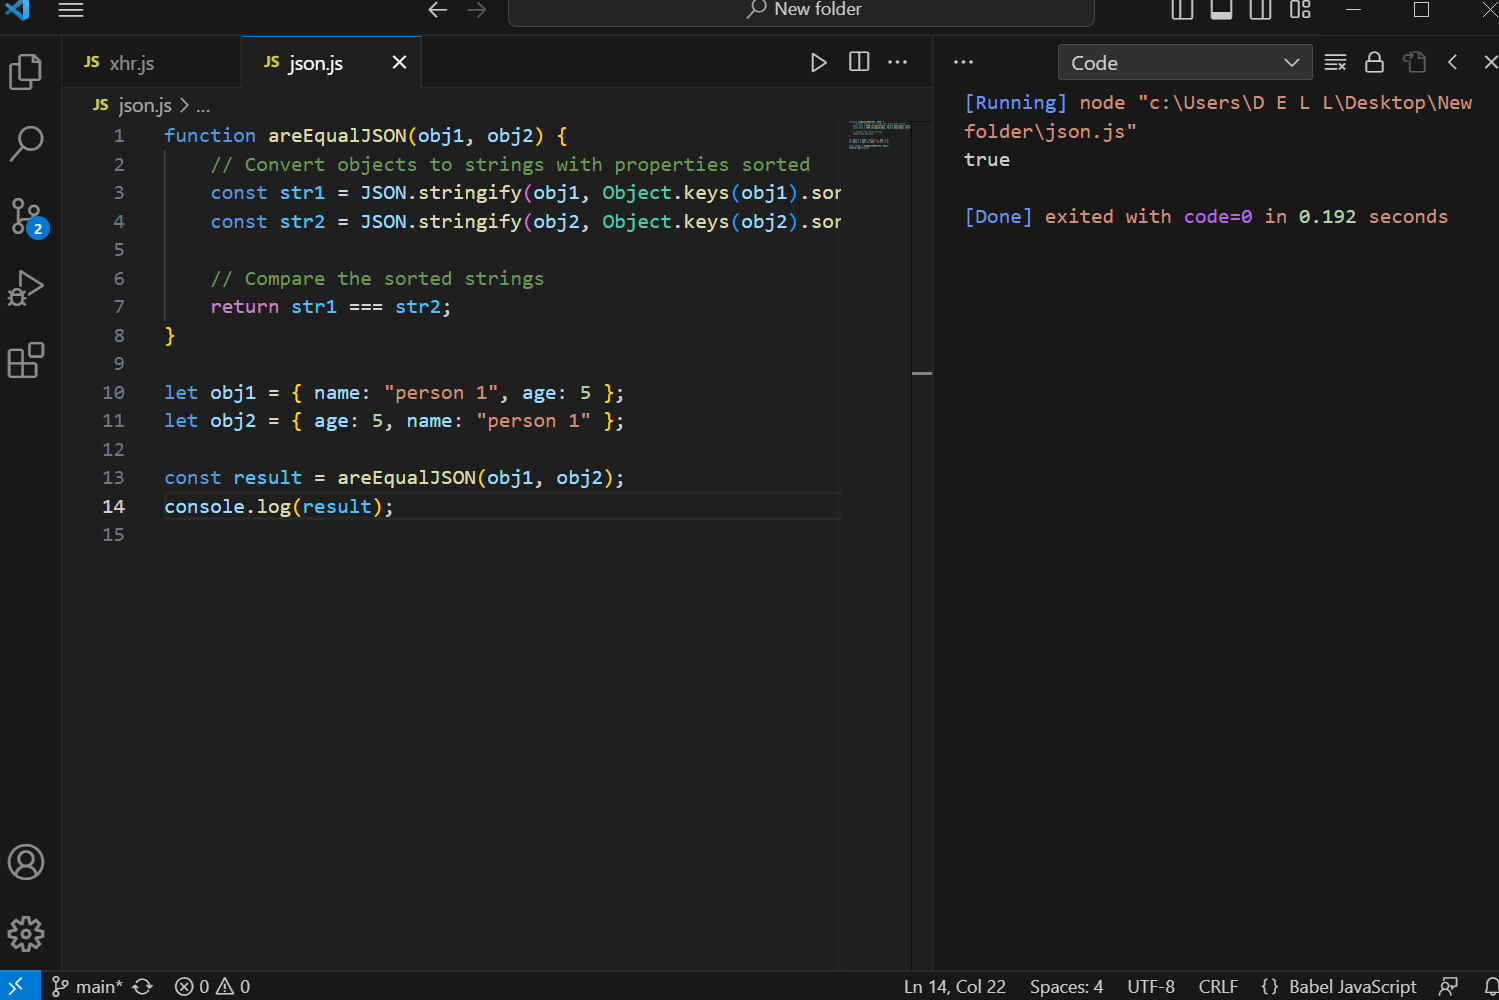 New folder
JS xhr.js
JS json.js
Code
JS json.js > ...
1 function areEqualJSON(obj1, obj2) {
2 // Convert objects to strings with properties sorted
3 const str1 = JSON.stringify(obj1, Object.keys(obj1).sor
4 const str2 = JSON.stringify(obj2, Object.keys(obj2).sor
5
6 // Compare the sorted strings
7 return str1 === str2;
8 }
9
10 let obj1 = { name: "person 1", age: 5 };
11 let obj2 = { age: 5, name: "person 1" };
12
13 const result = areEqualJSON(obj1, obj2);
14 console.log(result);
15
[Running] node "c:\Users\D E L L\Desktop\New
folder\json.js"
true
[Done] exited with code=0 in 0.192 seconds
2
main* 0 0 Ln 14, Col 22 Spaces: 4 UTF-8 CRLF {} Babel JavaScript